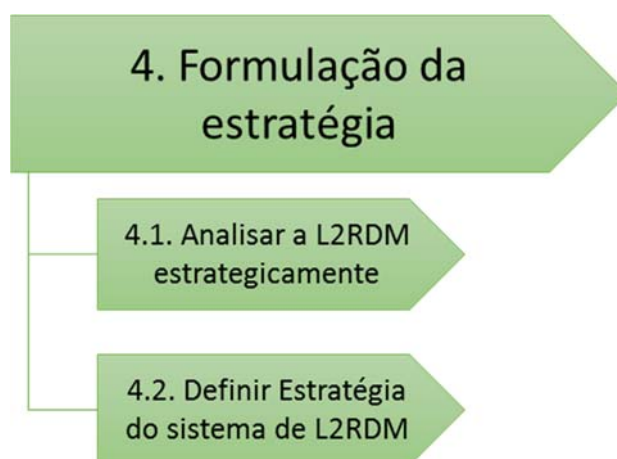 4. Formulação da
estratégia
4.1. Analisar a L2RDM
estrategicamente
4.2. Definir Estratégia
do sistema de L2RDM